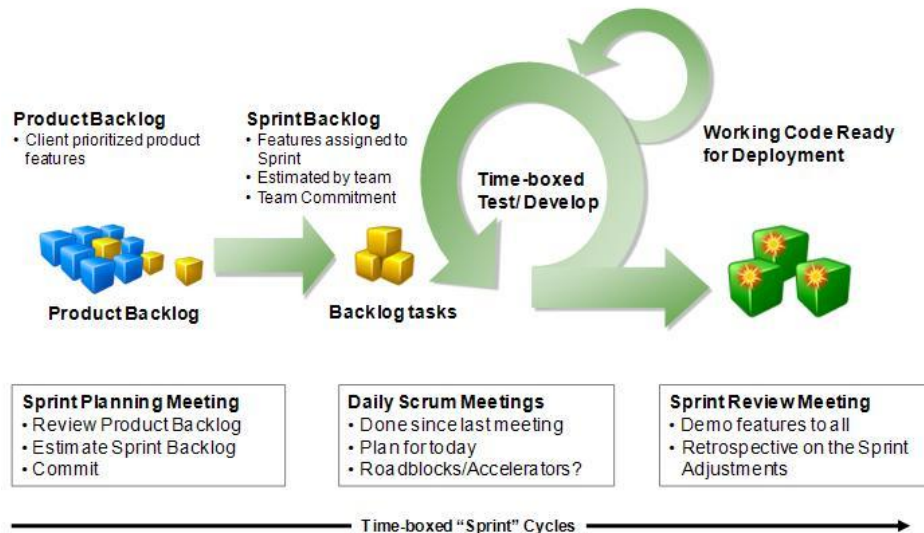 Product Backlog
• Client prioritized product
features
Sprint Backlog
• Features assigned to
Sprint
• Estimated by team
• Team Commitment
Time-boxed
Test/ Develop
Working Code Ready
for Deployment
Product Backlog
Backlog tasks
Sprint Planning Meeting
• Review Product Backlog
• Estimate Sprint Backlog
• Commit
Daily Scrum Meetings
• Done since last meeting
• Plan for today
• Roadblocks/Accelerators?
Sprint Review Meeting
• Demo features to all
• Retrospective on the Sprint
Adjustments
Time-boxed “Sprint” Cycles